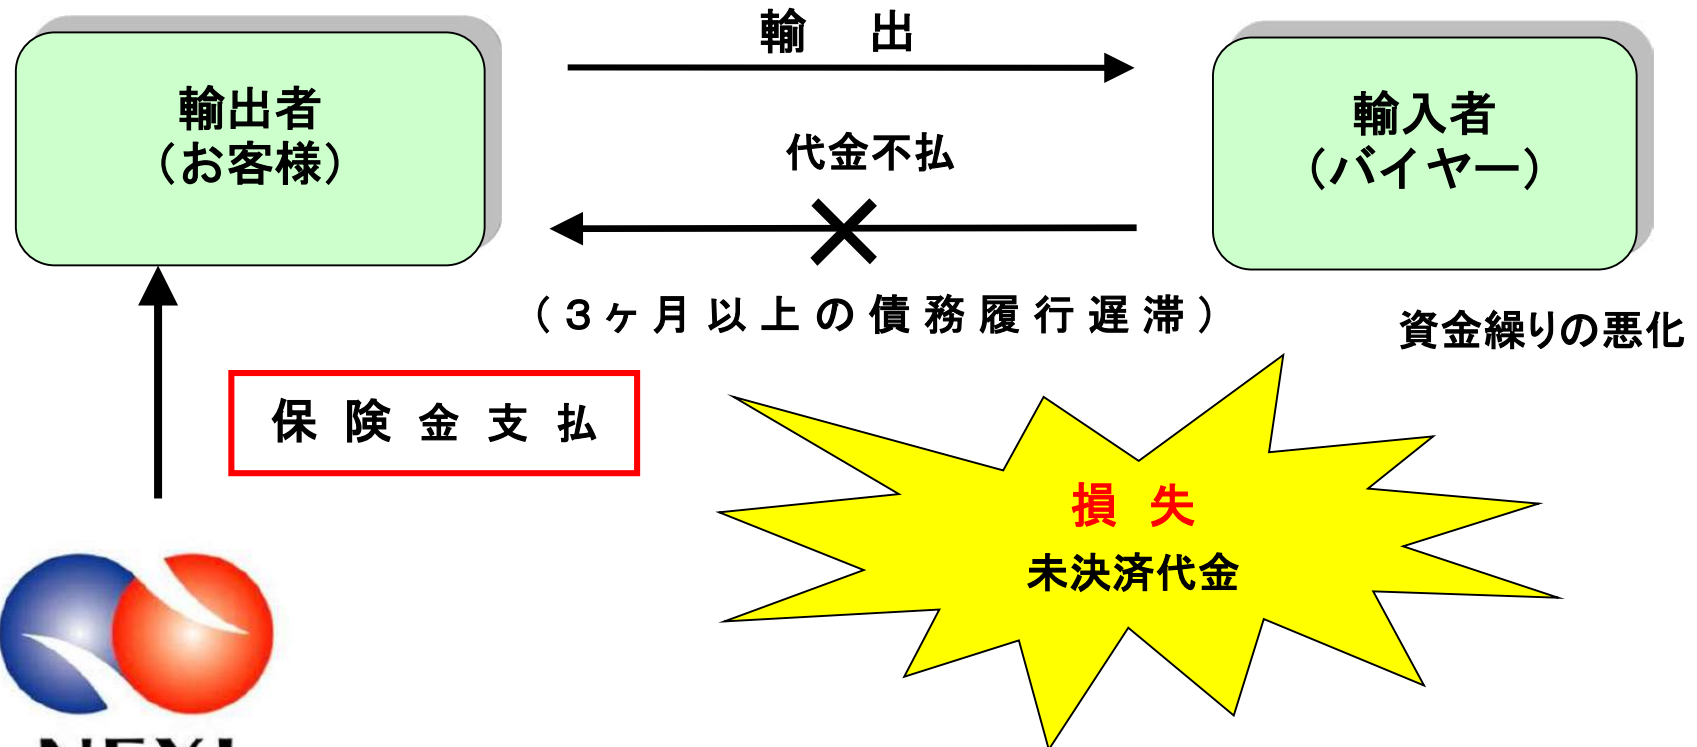 輸 出
輸出者
（お客様）
輸入者
（バイヤー）
代金不払
（３ヶ月以上の債務履行遅滞）
資金繰りの悪化
保険金支払
損 失
未決済代金
NEXI